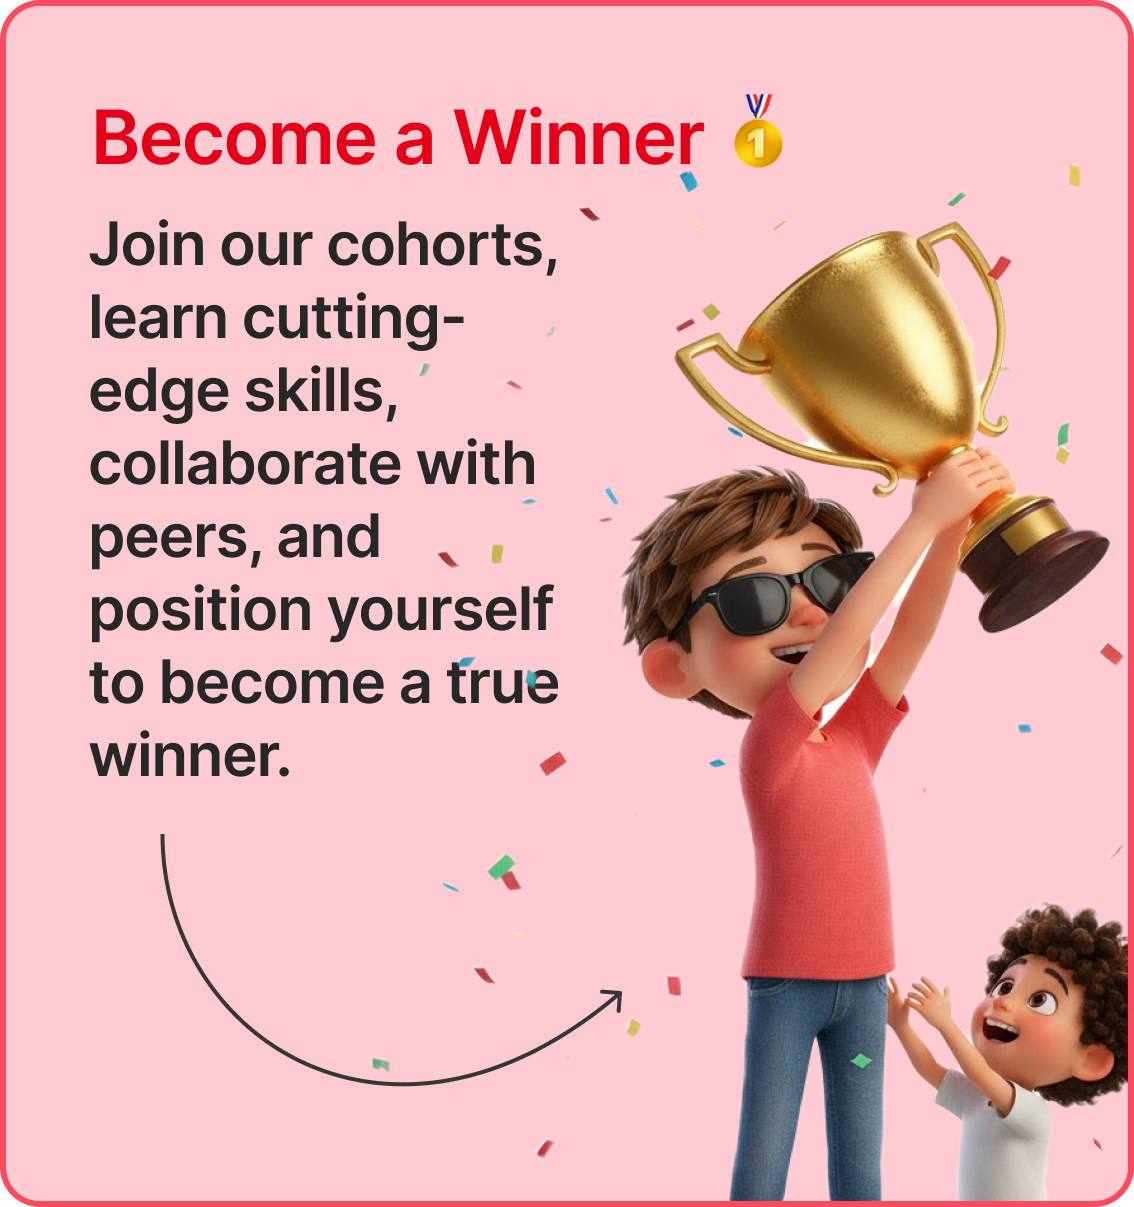 Become a Winner 🥇
Join our cohorts,
learn cutting-
edge skills,
collaborate with
peers, and
position yourself
to become a true
winner.